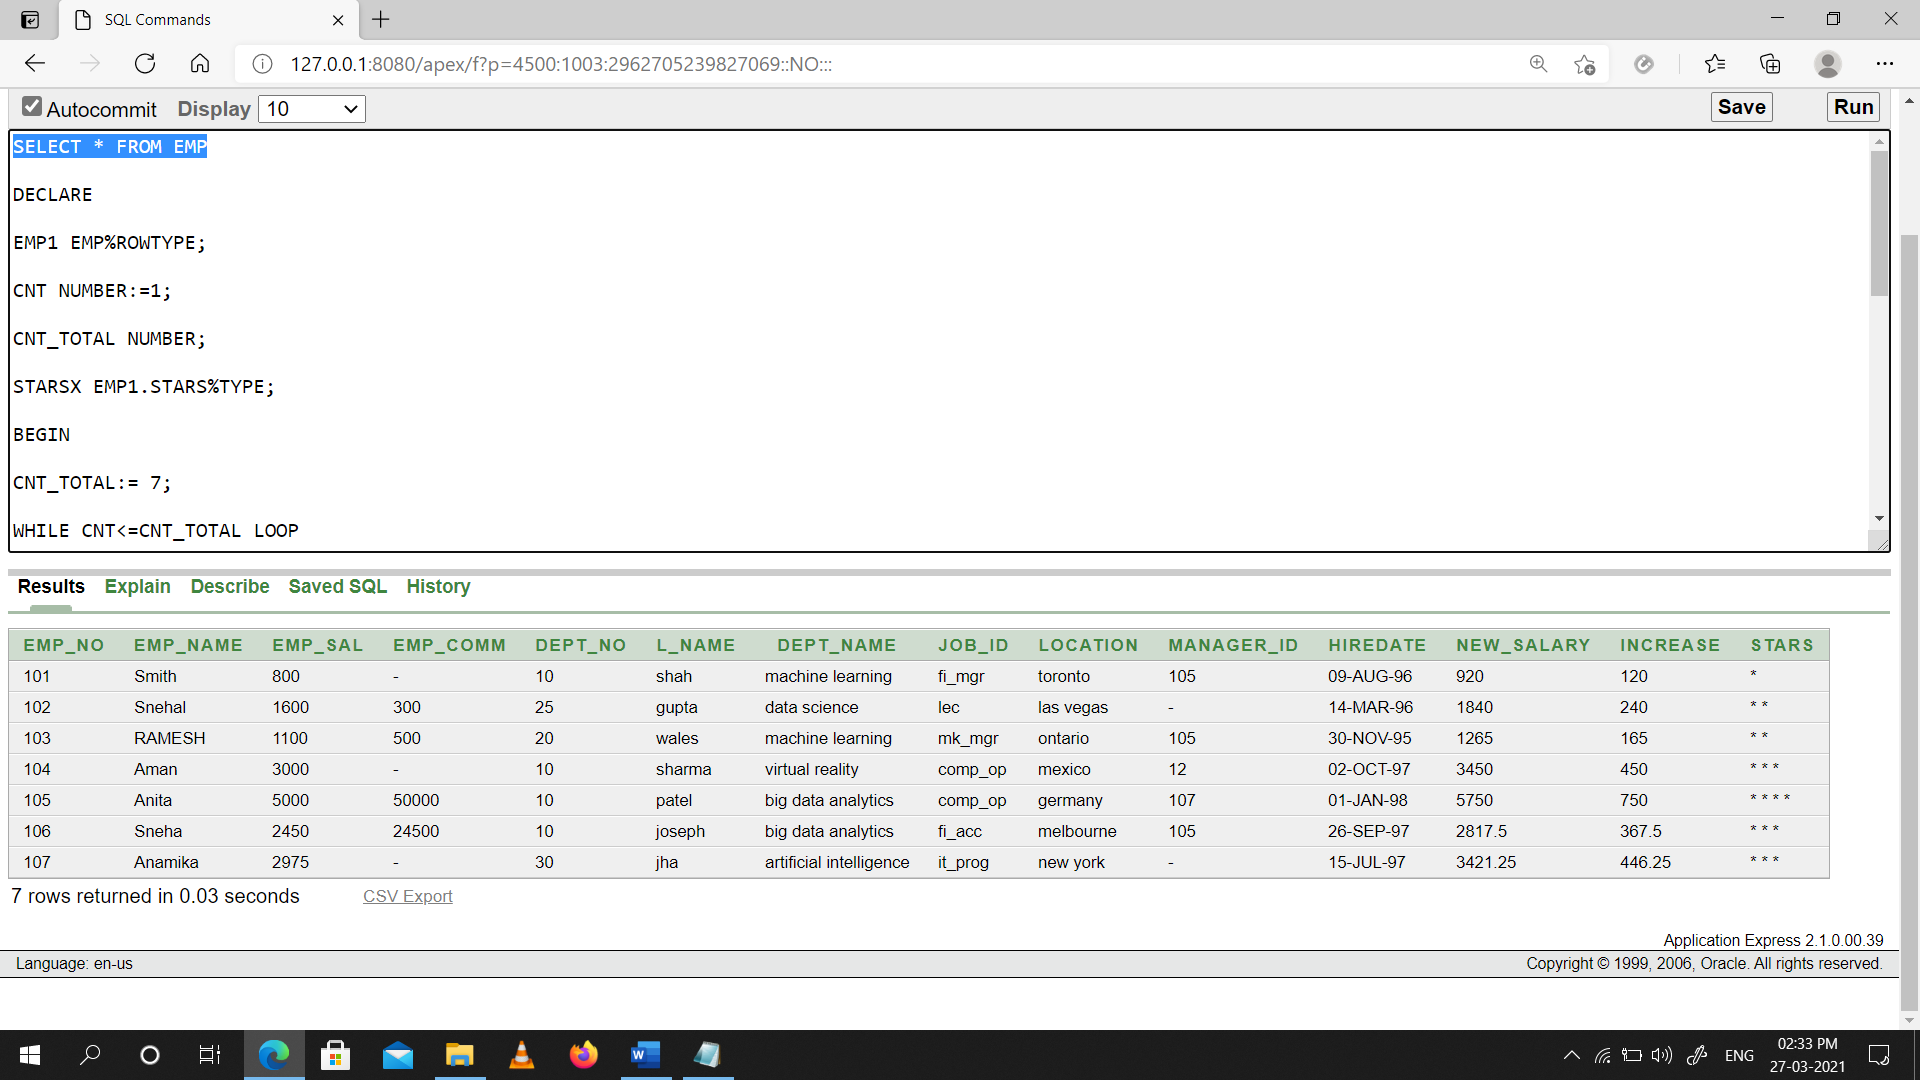 SQL Commands
127.0.0.1:8080/apex/f?p=4500:1003:2962705239827069::NO:::
Autocommit Display 10 Save Run
SELECT * FROM EMP
DECLARE
EMP1 EMP%ROWTYPE;
CNT NUMBER:=1;
CNT_TOTAL NUMBER;
STARSX EMP1.STARS%TYPE;
BEGIN
CNT_TOTAL:= 7;
WHILE CNT<=CNT_TOTAL LOOP
Results Explain Describe Saved SQL History
EMP_NO EMP_NAME EMP_SAL EMP_COMM DEPT_NO L_NAME DEPT_NAME JOB_ID LOCATION MANAGER_ID HIREDATE NEW_SALARY INCREASE STARS
101 Smith 800 - 10 shah machine learning fi_mgr toronto 105 09-AUG-96 920 120 *
102 Snehal 1600 300 25 gupta data science lec las vegas - 14-MAR-96 1840 240 * *
103 RAMESH 1100 500 20 wales machine learning mk_mgr ontario 105 30-NOV-95 1265 165 * *
104 Aman 3000 - 10 sharma virtual reality comp_op mexico 12 02-OCT-97 3450 450 * * *
105 Anita 5000 50000 10 patel big data analytics comp_op germany 107 01-JAN-98 5750 750 * * * *
106 Sneha 2450 24500 10 joseph big data analytics fi_acc melbourne 105 26-SEP-97 2817.5 367.5 * * *
107 Anamika 2975 - 30 jha artificial intelligence it_prog new york - 15-JUL-97 3421.25 446.25 * * *
7 rows returned in 0.03 seconds CSV Export
Application Express 2.1.0.00.39
Language: en-us Copyright © 1999, 2006, Oracle. All rights reserved.
W
ENG
02:33 PM
27-03-2021